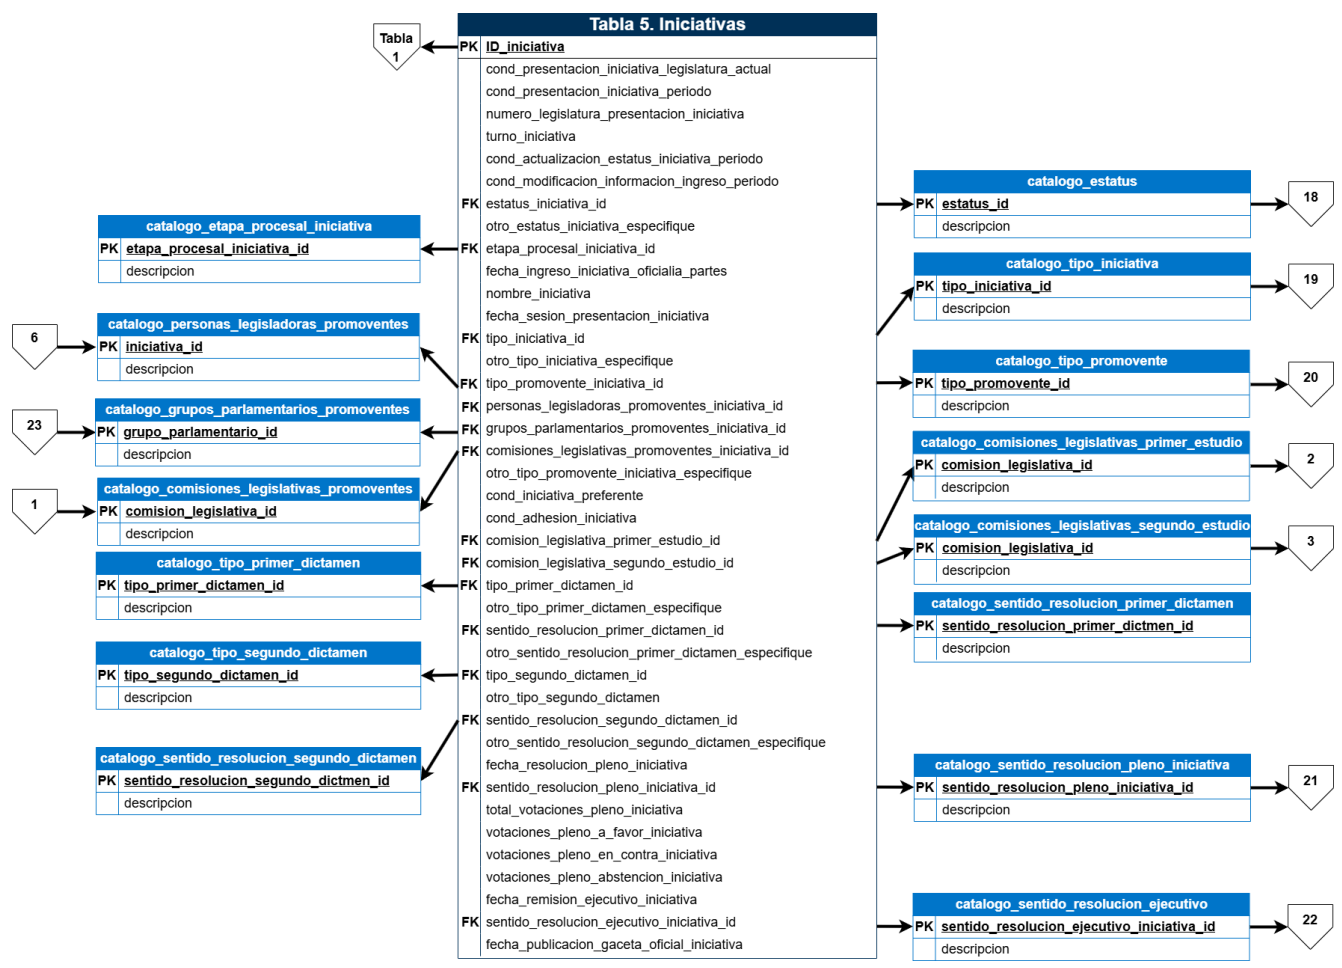 Tabla 5. Iniciativas
Tabla
1
PK ID_iniciativa
cond_presentacion_iniciativa_legislatura_actual
cond_presentacion_iniciativa_periodo
numero_legislatura_presentacion_iniciativa
turno_iniciativa
cond_actualizacion_estatus_iniciativa_periodo
cond_modificacion_informacion_ingreso_periodo
FK estatus_iniciativa_id
otro_estatus_iniciativa_especifique
FK etapa_procesal_iniciativa_id
fecha_ingreso_iniciativa_oficialia_partes
nombre_iniciativa
fecha_sesion_presentacion_iniciativa
FK tipo_iniciativa_id
otro_tipo_iniciativa_especifique
FK tipo_promovente_iniciativa_id
FK personas_legisladoras_promoventes_iniciativa_id
FK grupos_parlamentarios_promoventes_iniciativa_id
FK comisiones_legislativas_promoventes_iniciativa_id
otro_tipo_promovente_iniciativa_especifique
cond_iniciativa_preferente
cond_adhesion_iniciativa
FK comision_legislativa_primer_estudio_id
FK comision_legislativa_segundo_estudio_id
FK tipo_primer_dictamen_id
otro_tipo_primer_dictamen_especifique
FK sentido_resolucion_primer_dictamen_id
otro_sentido_resolucion_primer_dictamen_especifique
FK tipo_segundo_dictamen_id
otro_tipo_segundo_dictamen
FK sentido_resolucion_segundo_dictamen_id
otro_sentido_resolucion_segundo_dictamen_especifique
fecha_resolucion_pleno_iniciativa
FK sentido_resolucion_pleno_iniciativa_id
total_votaciones_pleno_iniciativa
votaciones_pleno_a_favor_iniciativa
votaciones_pleno_en_contra_iniciativa
votaciones_pleno_abstencion_iniciativa
fecha_remision_ejecutivo_iniciativa
FK sentido_resolucion_ejecutivo_iniciativa_id
fecha_publicacion_gaceta_oficial_iniciativa
catalogo_etapa_procesal_iniciativa
PK etapa_procesal_iniciativa_id
descripcion
catalogo_personas_legisladoras_promoventes
6
PK iniciativa_id
descripcion
catalogo_grupos_parlamentarios_promoventes
23
PK grupo_parlamentario_id
descripcion
catalogo_comisiones_legislativas_promoventes
1
PK comision_legislativa_id
descripcion
catalogo_tipo_primer_dictamen
PK tipo_primer_dictamen_id
descripcion
catalogo_tipo_segundo_dictamen
PK tipo_segundo_dictamen_id
descripcion
catalogo_sentido_resolucion_segundo_dictamen
PK sentido_resolucion_segundo_dictmen_id
descripcion
catalogo_estatus
PK estatus_id
18
descripcion
catalogo_tipo_iniciativa
PK tipo_iniciativa_id
19
descripcion
catalogo_tipo_promovente
PK tipo_promovente_id
20
descripcion
catalogo_comisiones_legislativas_primer_estudio
PK comision_legislativa_id
2
descripcion
catalogo_comisiones_legislativas_segundo_estudio
PK comision_legislativa_id
3
descripcion
catalogo_sentido_resolucion_primer_dictamen
PK sentido_resolucion_primer_dictmen_id
descripcion
catalogo_sentido_resolucion_pleno_iniciativa
PK sentido_resolucion_pleno_iniciativa_id
21
descripcion
catalogo_sentido_resolucion_ejecutivo
PK sentido_resolucion_ejecutivo_iniciativa_id
22
descripcion